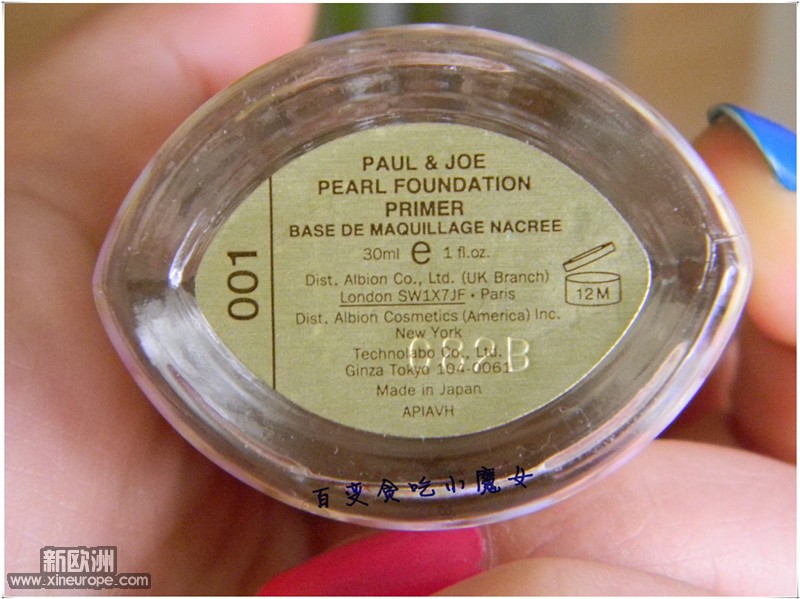 PAUL & JOE
PEARL FOUNDATION
PRIMER
BASE DE MAQUILLAGE NACREE
30ml e 1 fl.oz.
001
Dist. Albion Co., Ltd. (UK Branch)
London SW1X7JF · Paris
12M
Dist. Albion Cosmetics (America) Inc.
New York
Technolabo Co., Ltd.
Ginza Tokyo 104-0061
Made in Japan
APIAVH
百变贪吃小魔女
新欧洲
www.xineurope.com